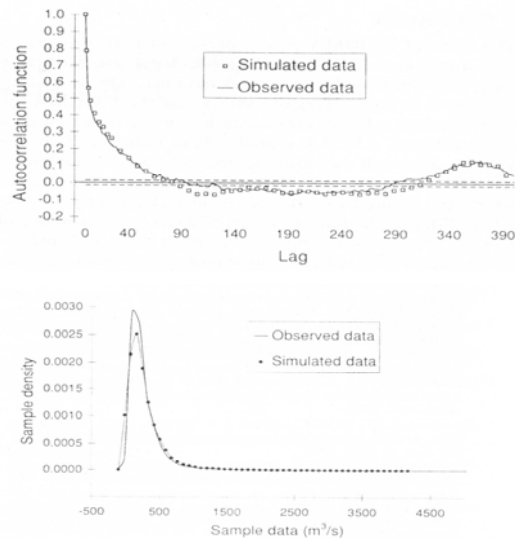 1.0
0.9
0.8
0.7
0.6
0.5
0.4
0.3
0.2
0.1
0.0
-0.1
-0.2
Autocorrelation function
Simulated data
Observed data
0 40 90 140 190 240 290 340 390
Lag
0.0030
0.0025
0.0020
0.0015
0.0010
0.0005
0.0000
Sample density
Observed data
Simulated data
-500 500 1500 2500 3500 4500
Sample data (m³/s)